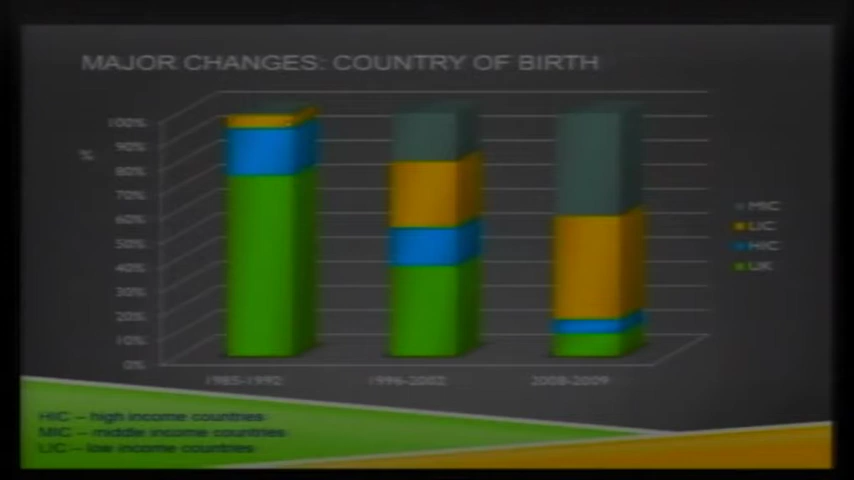 MAJOR CHANGES: COUNTRY OF BIRTH
100%
90%
%
80%
70%
60%
50%
40%
30%
20%
10%
0%
MIC
LIC
HIC
UK
1985-1992
1996-2002
2008-2009
HIC – high income countries
MIC – middle income countries
LIC – low income countries